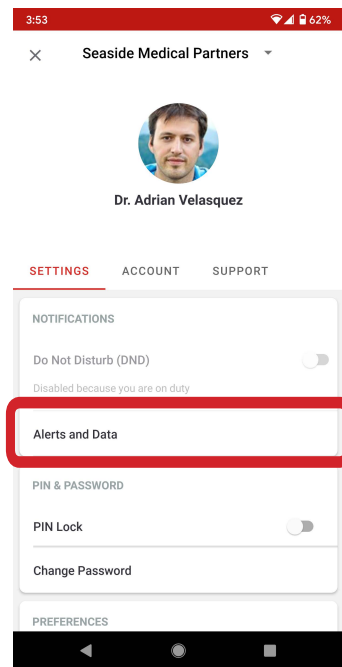 3:53 62%
Seaside Medical Partners
Dr. Adrian Velasquez
SETTINGS ACCOUNT SUPPORT
NOTIFICATIONS
Do Not Disturb (DND)
Disabled because you are on duty
Alerts and Data
PIN & PASSWORD
PIN Lock
Change Password
PREFERENCES